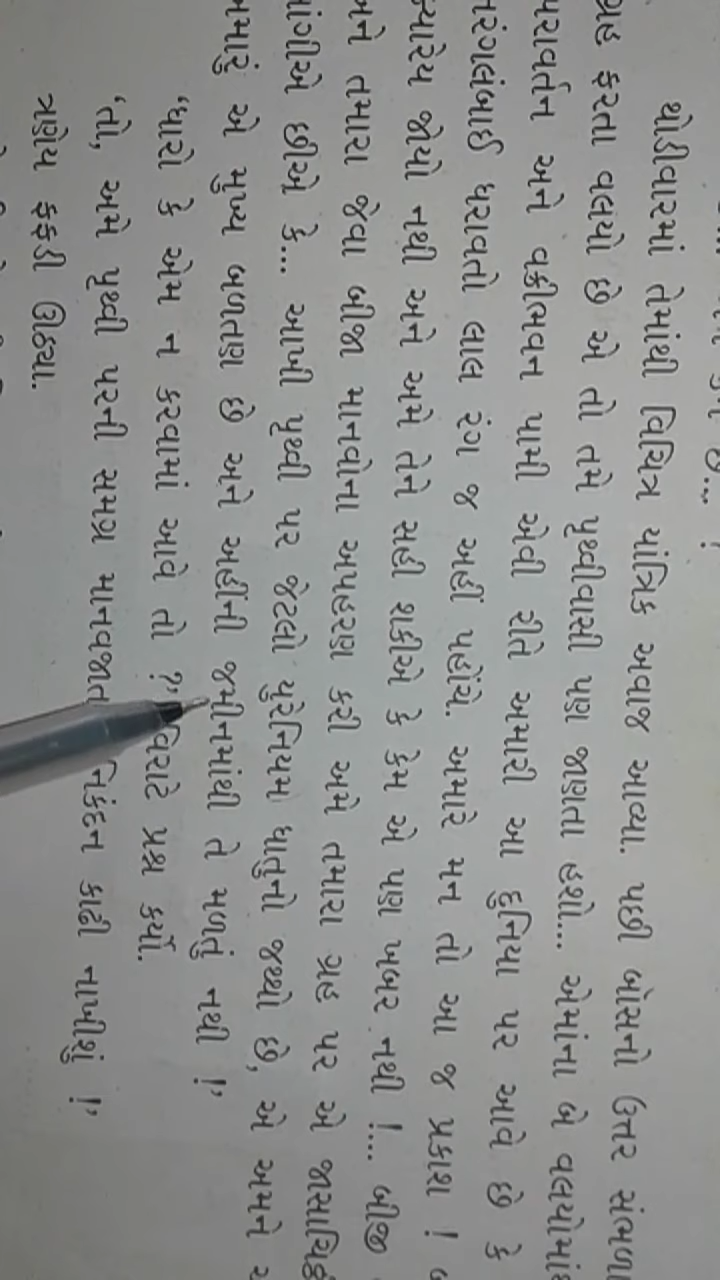 થોડીવારમાં તેમાંથી વિચિત્ર યાંત્રિક અવાજ આવ્યા. પછી બોસનો ઉત્તર સંભળ
ગ્રહ ફરતા વલયો છે એ તો તમે પૃથ્વીવાસી પણ જાણતા હશો... એમાંના બે વલયોમાં
પરાવર્તન અને વક્રીભવન પામી એવી રીતે અમારી આ દુનિયા પર આવે છે કે
તરંગલંબાઈ ધરાવતો લાલ રંગ જ અહીં પહોંચે. અમારે મન તો આ જ પ્રકાશ !
ક્યારેય જોયો નથી અને અમે તેને સહી શકીએ કે કેમ એ પણ ખબર નથી !... બીજી
અને તમારા જેવા બીજા માનવોના અપહરણ કરી અમે તમારા ગ્રહ પર એ જાસાચિઠ્ઠ
માંગીએ છીએ કે... આખી પૃથ્વી પર જેટલો યુરેનિયમ ધાતુનો જથ્થો છે, એ અમને
અમારું એ મુખ્ય બળતણ છે અને અહીંની જમીનમાંથી તે મળતું નથી !'
'ધારો કે એમ ન કરવામાં આવે તો ?' વિરાટે પ્રશ્ન કર્યો.
'તો, અમે પૃથ્વી પરની સમગ્ર માનવજાત નિકંદન કાઢી નાખીશું !'
ત્રણેય ફફડી ઊઠ્યા.